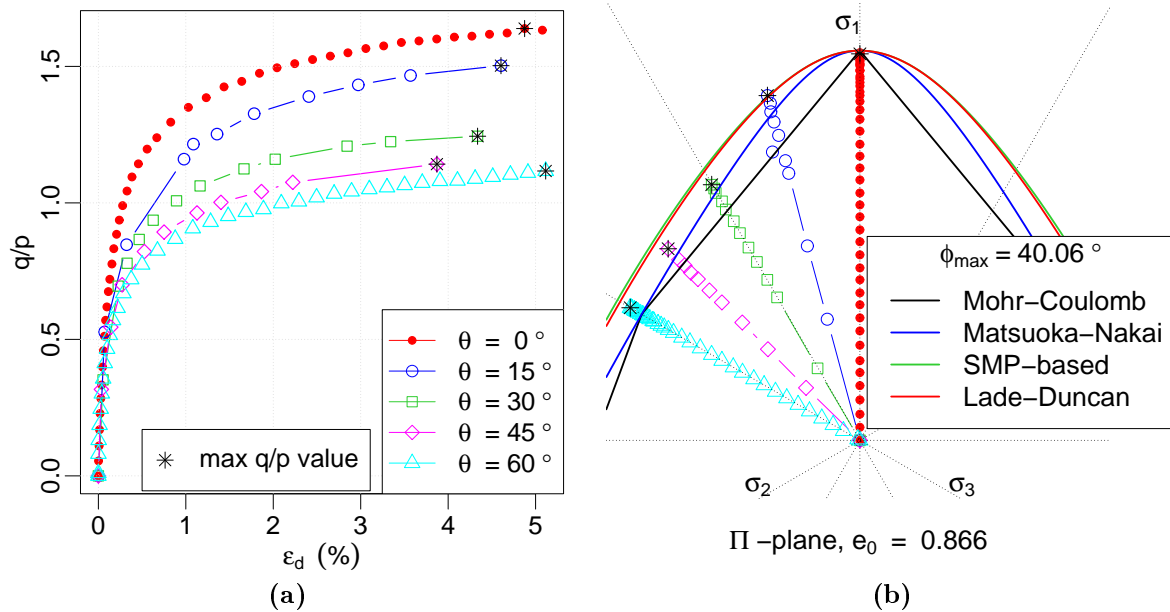 q/p
0.0
0.5
1.0
1.5
0 1 2 3 4 5
ε_d (%)
θ = 0 °
θ = 15 °
θ = 30 °
θ = 45 °
θ = 60 °
max q/p value
(a)
σ₁
σ₂
σ₃
ϕ_max = 40.06 °
Mohr−Coulomb
Matsuoka−Nakai
SMP−based
Lade−Duncan
Π −plane, e₀ = 0.866
(b)